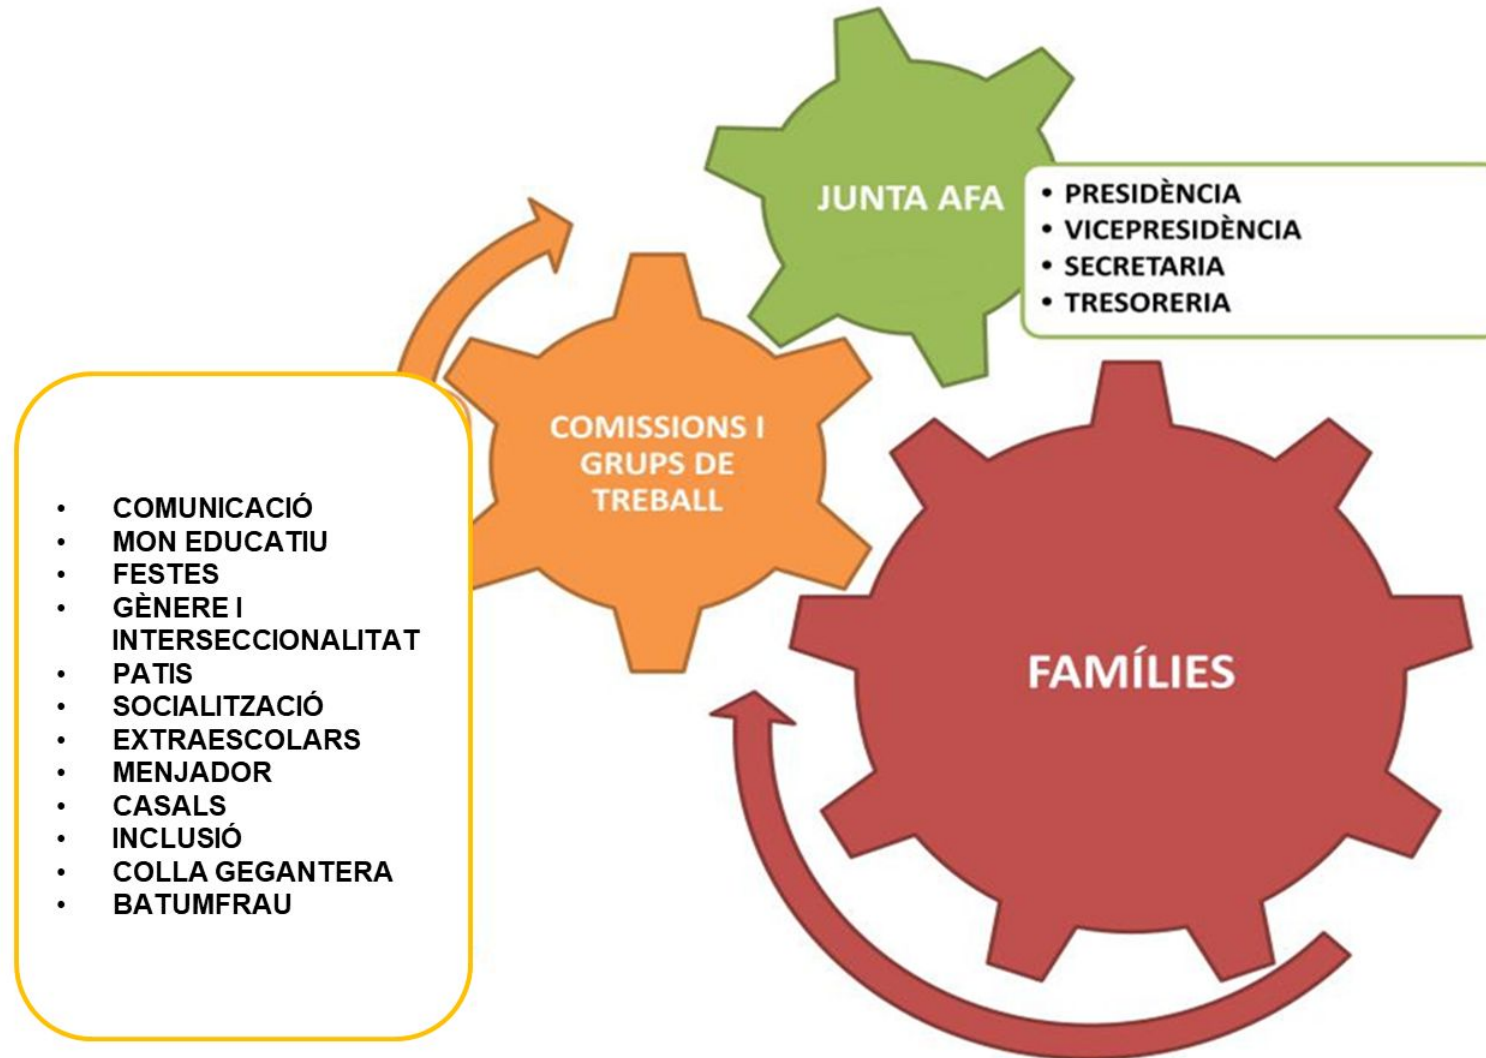 JUNTA AFA
• PRESIDÈNCIA
• VICEPRESIDÈNCIA
• SECRETARIA
• TRESORERIA
COMISSIONS I
GRUPS DE
TREBALL
• COMUNICACIÓ
• MON EDUCATIU
• FESTES
• GÈNERE I
INTERSECCIONALITAT
• PATIS
• SOCIALITZACIÓ
• EXTRAESCOLARS
• MENJADOR
• CASALS
• INCLUSIÓ
• COLLA GEGANTERA
• BATUMFRAU
FAMÍLIES